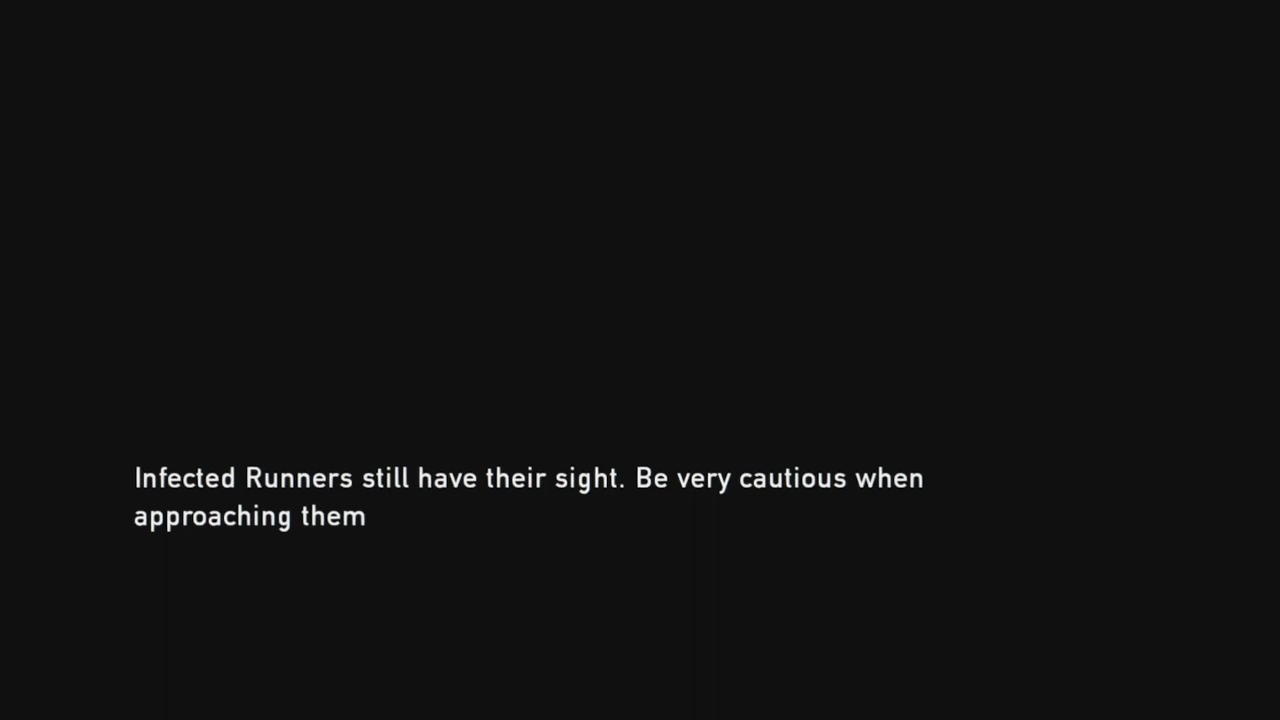 Infected Runners still have their sight. Be very cautious when
approaching them